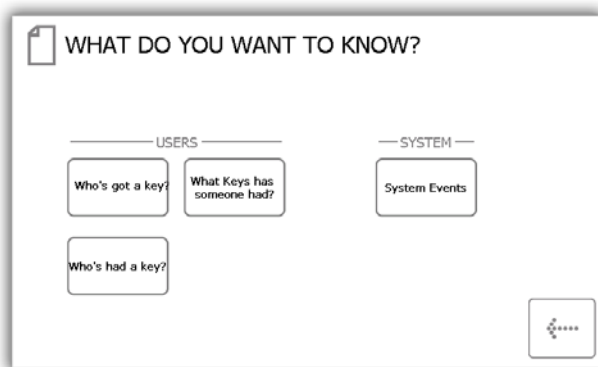 WHAT DO YOU WANT TO KNOW?
USERS
SYSTEM
Who's got a key?
What Keys has
someone had?
System Events
Who's had a key?